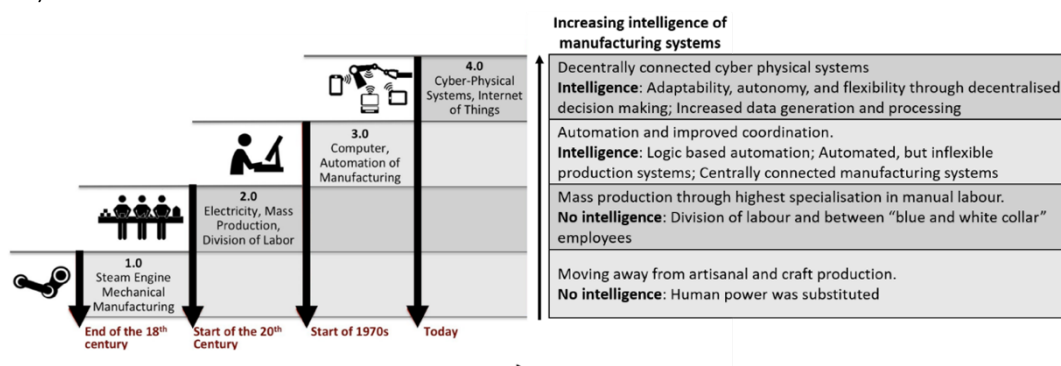 Increasing intelligence of
manufacturing systems
4.0
Cyber-Physical
Systems, Internet
of Things
Decentrally connected cyber physical systems
Intelligence: Adaptability, autonomy, and flexibility through decentralised
decision making; Increased data generation and processing
3.0
Computer,
Automation of
Manufacturing
Automation and improved coordination.
Intelligence: Logic based automation; Automated, but inflexible
production systems; Centrally connected manufacturing systems
2.0
Electricity, Mass
Production,
Division of Labor
Mass production through highest specialisation in manual labour.
No intelligence: Division of labour and between “blue and white collar”
employees
1.0
Steam Engine
Mechanical
Manufacturing
Moving away from artisanal and craft production.
No intelligence: Human power was substituted
End of the 18th
century
Start of the 20th
Century
Start of 1970s
Today